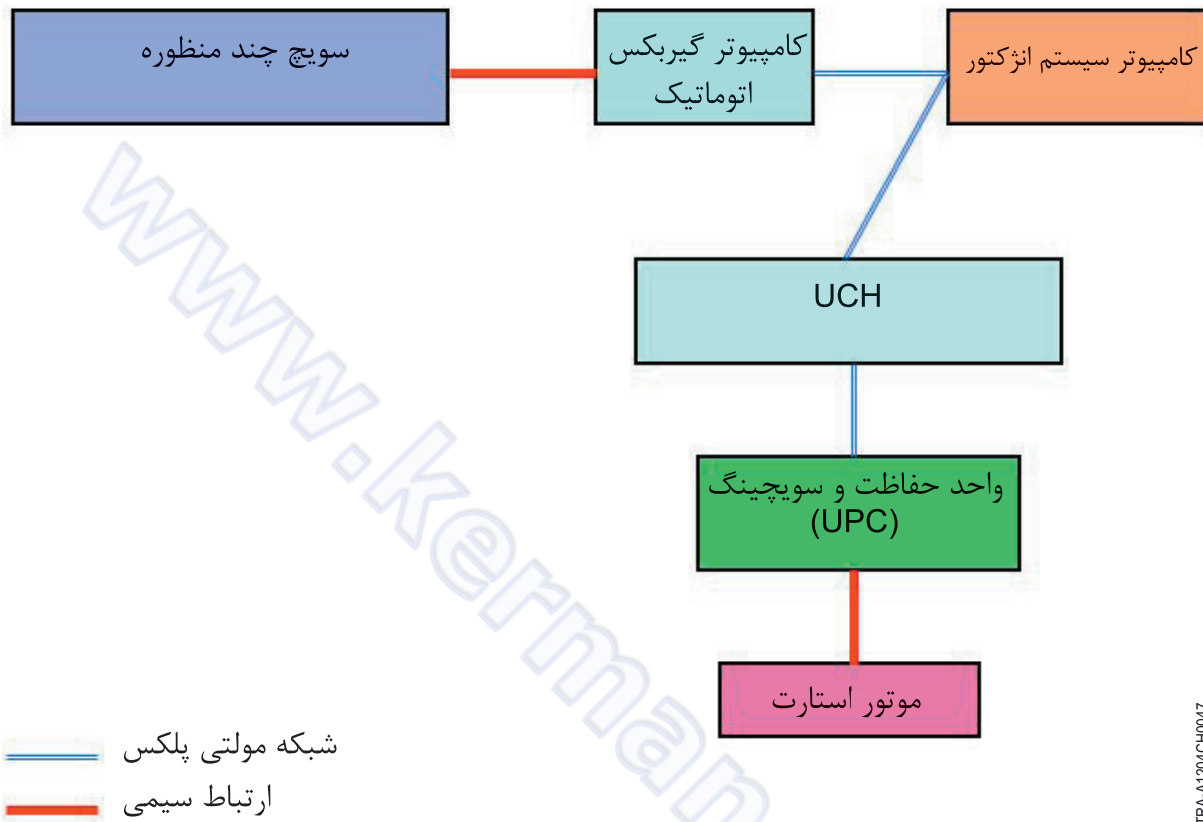 سویچ چند منظوره
کامپیوتر گیربکس
اتوماتیک
کامپیوتر سیستم انژکتور
UCH
واحد حفاظت و سویچینگ
(UPC)
موتور استارت
شبکه مولتی پلکس
ارتباط سیمی
www.kerman